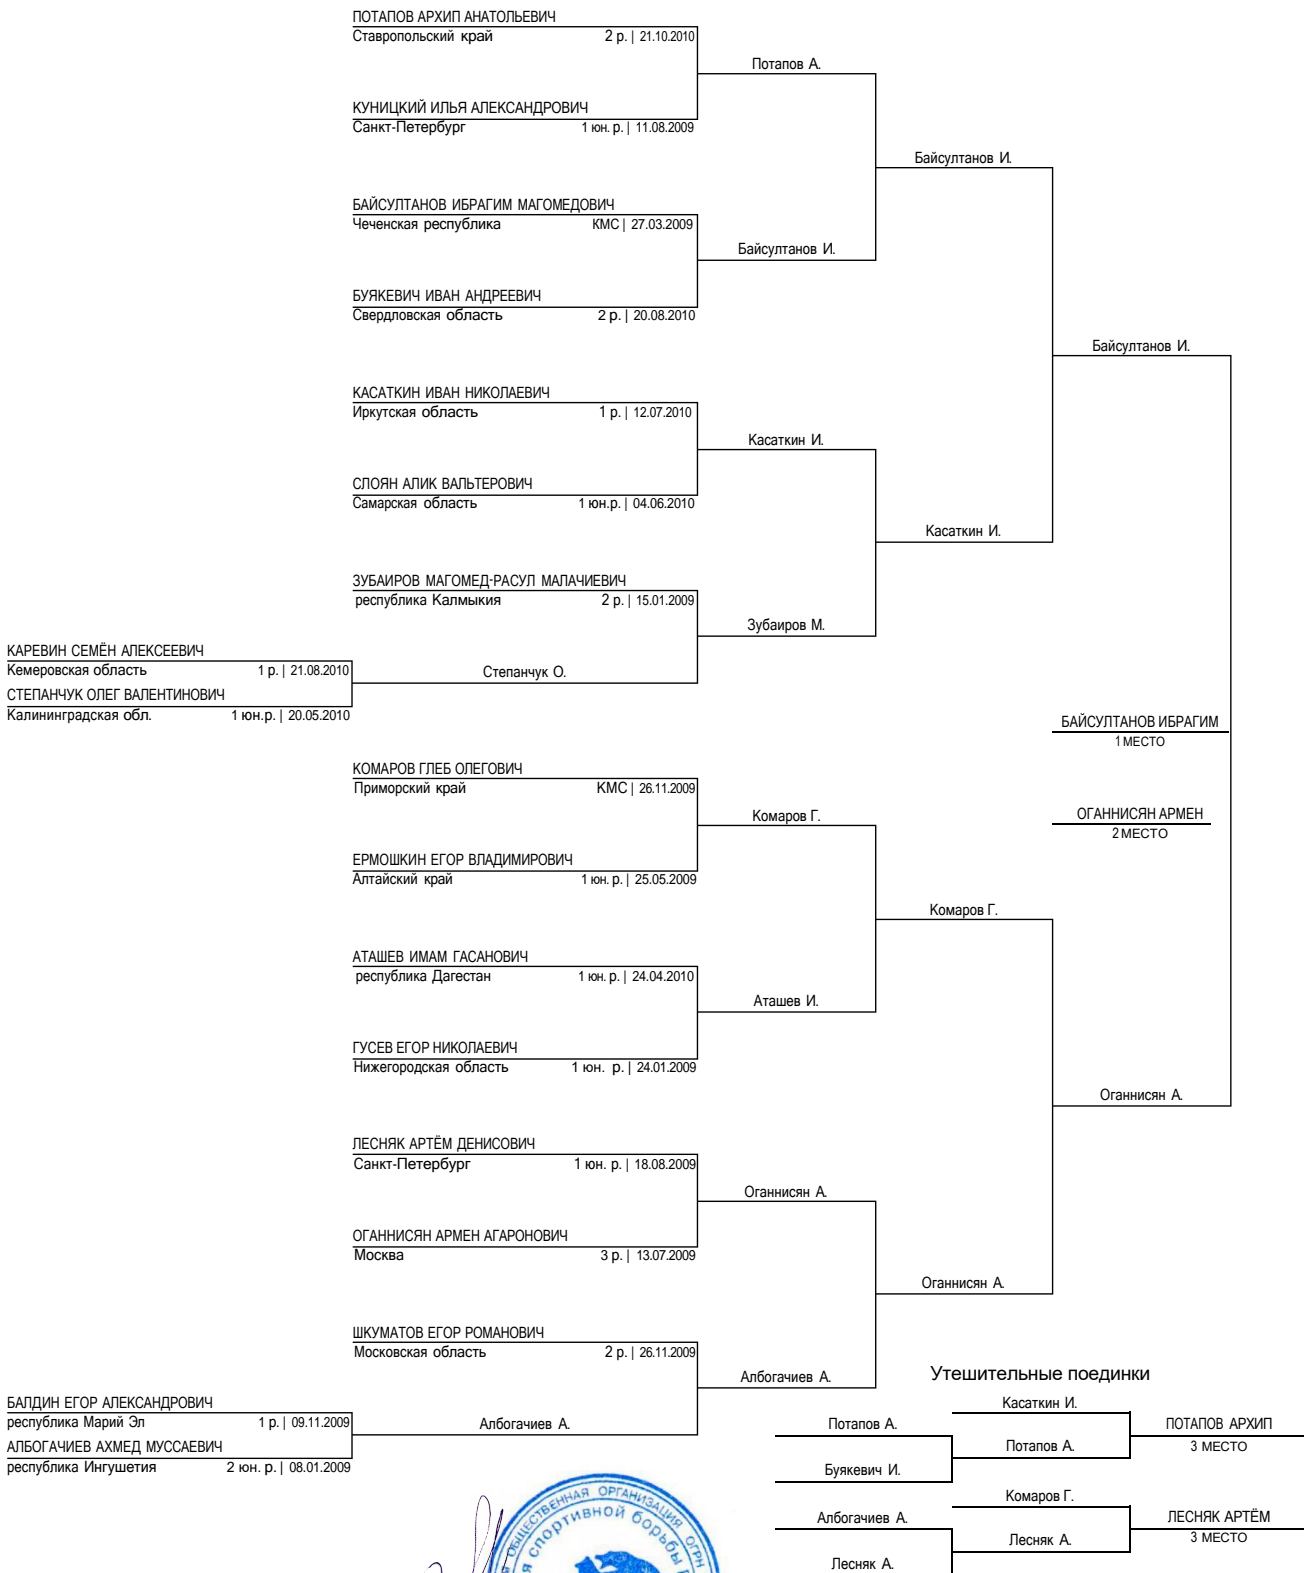 ПОТАПОВ АРХИП АНАТОЛЬЕВИЧ
Ставропольский край 2 р. | 21.10.2010
Потапов А.
КУНИЦКИЙ ИЛЬЯ АЛЕКСАНДРОВИЧ
Санкт-Петербург 1 юн. р. | 11.08.2009
Байсултанов И.
БАЙСУЛТАНОВ ИБРАГИМ МАГОМЕДОВИЧ
Чеченская республика КМС | 27.03.2009
Байсултанов И.
БУЯКЕВИЧ ИВАН АНДРЕЕВИЧ
Свердловская область 2 р. | 20.08.2010
Байсултанов И.
КАСАТКИН ИВАН НИКОЛАЕВИЧ
Иркутская область 1 р. | 12.07.2010
Касаткин И.
СЛОЯН АЛИК ВАЛЬТЕРОВИЧ
Самарская область 1 юн.р. | 04.06.2010
Касаткин И.
ЗУБАИРОВ МАГОМЕД-РАСУЛ МАЛАЧИЕВИЧ
республика Калмыкия 2 р. | 15.01.2009
Зубаиров М.
КАРЕВИН СЕМЁН АЛЕКСЕЕВИЧ
Кемеровская область 1 р. | 21.08.2010
Степанчук О.
СТЕПАНЧУК ОЛЕГ ВАЛЕНТИНОВИЧ
Калининградская обл. 1 юн.р. | 20.05.2010
БАЙСУЛТАНОВ ИБРАГИМ
1 МЕСТО
КОМАРОВ ГЛЕБ ОЛЕГОВИЧ
Приморский край КМС | 26.11.2009
Комаров Г.
ОГАННИСЯН АРМЕН
2 МЕСТО
ЕРМОШКИН ЕГОР ВЛАДИМИРОВИЧ
Алтайский край 1 юн. р. | 25.05.2009
Комаров Г.
АТАШЕВ ИМАМ ГАСАНОВИЧ
республика Дагестан 1 юн. р. | 24.04.2010
Аташев И.
ГУСЕВ ЕГОР НИКОЛАЕВИЧ
Нижегородская область 1 юн. р. | 24.01.2009
Оганнисян А.
ЛЕСНЯК АРТЁМ ДЕНИСОВИЧ
Санкт-Петербург 1 юн. р. | 18.08.2009
Оганнисян А.
ОГАННИСЯН АРМЕН АГАРОНОВИЧ
Москва 3 р. | 13.07.2009
Оганнисян А.
ШКУМАТОВ ЕГОР РОМАНОВИЧ
Московская область 2 р. | 26.11.2009
Албогачиев А.
БАЛДИН ЕГОР АЛЕКСАНДРОВИЧ
республика Марий Эл 1 р. | 09.11.2009
Албогачиев А.
АЛБОГАЧИЕВ АХМЕД МУССАЕВИЧ
республика Ингушетия 2 юн. р. | 08.01.2009
Утешительные поединки
Касаткин И.
Потапов А.
ПОТАПОВ АРХИП
3 МЕСТО
Потапов А.
Буякевич И.
Комаров Г.
Албогачиев А.
ЛЕСНЯК АРТЁМ
3 МЕСТО
Лесняк А.
Лесняк А.
ОБЩЕСТВЕННАЯ ОРГАНИЗАЦИЯ ОГРН
спортивной борьбы